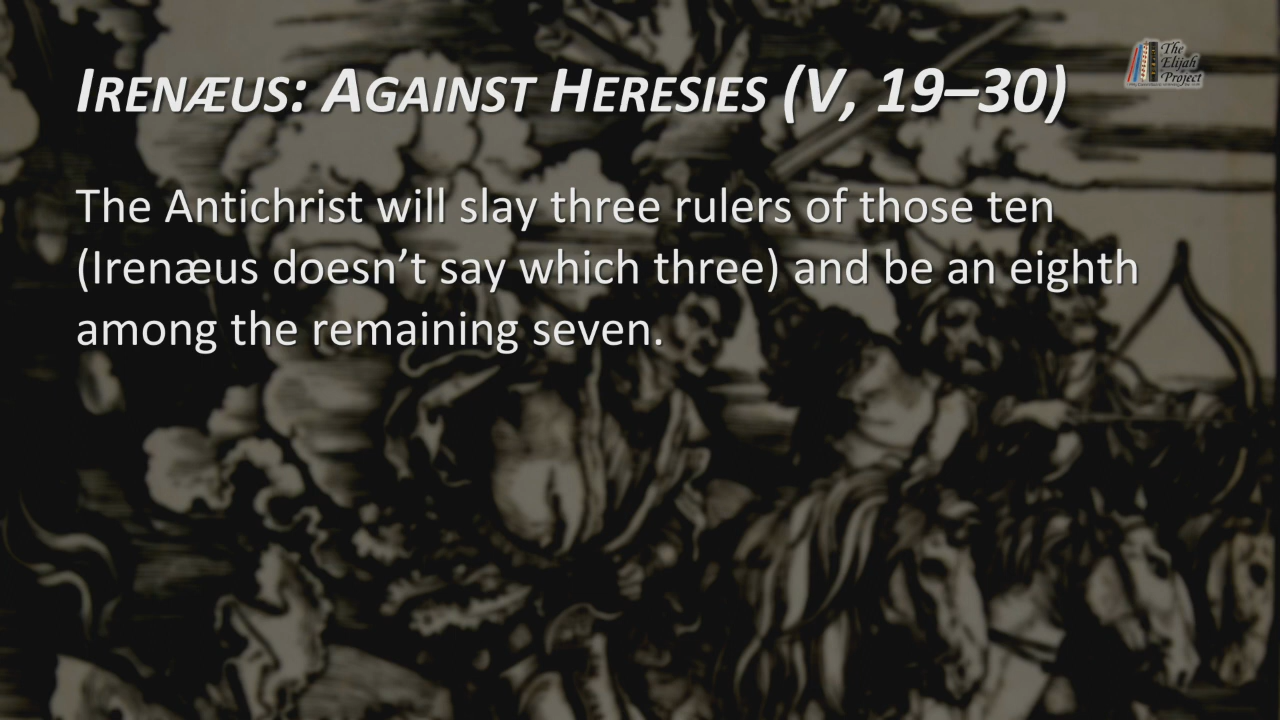 IRENÆUS: AGAINST HERESIES (V, 19–30)
The Elijah Project
The Antichrist will slay three rulers of those ten
(Irenæus doesn’t say which three) and be an eighth
among the remaining seven.